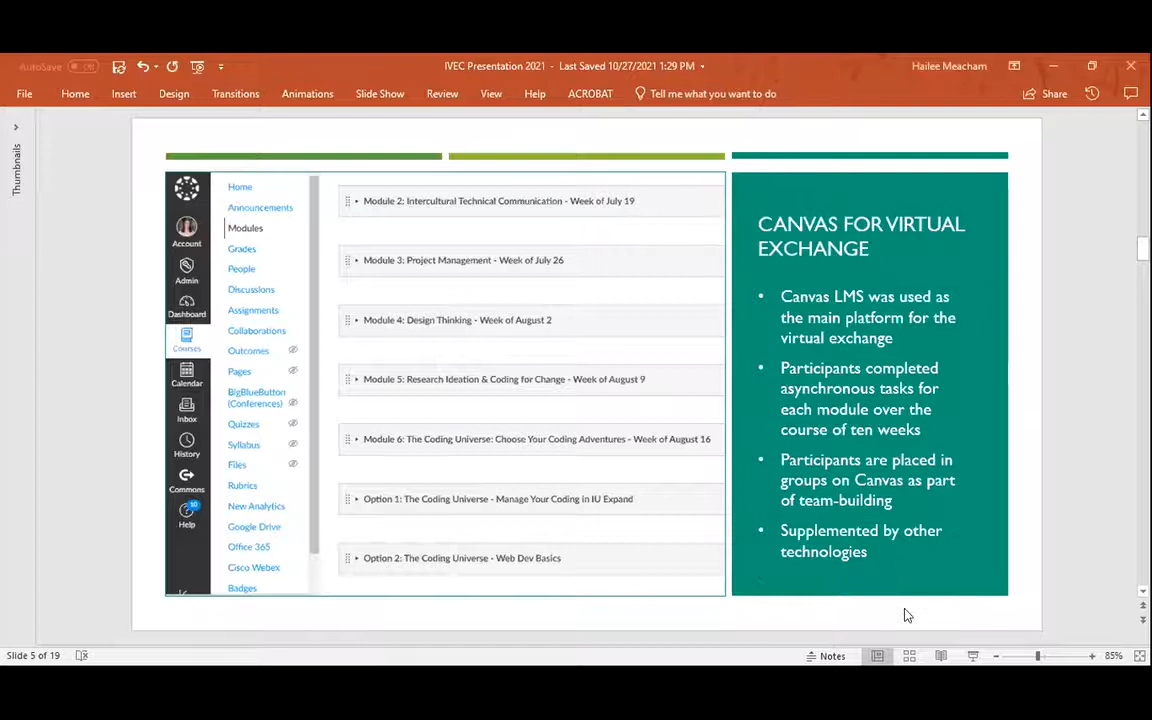 AutoSave Off
IVEC Presentation 2021 - Last Saved 10/27/2021 1:29 PM
Hailee Meacham
File Home Insert Design Transitions Animations Slide Show Review View Help ACROBAT Tell me what you want to do Share
Thumbnails
Account
Admin
Dashboard
Courses
Calendar
Inbox
History
Commons
10
Help
Home
Announcements
Modules
Grades
People
Discussions
Assignments
Collaborations
Outcomes
Pages
BigBlueButton
(Conferences)
Quizzes
Syllabus
Files
Rubrics
New Analytics
Google Drive
Office 365
Cisco Webex
Badges
Module 2: Intercultural Technical Communication - Week of July 19
Module 3: Project Management - Week of July 26
Module 4: Design Thinking - Week of August 2
Module 5: Research Ideation & Coding for Change - Week of August 9
Module 6: The Coding Universe: Choose Your Coding Adventures - Week of August 16
Option 1: The Coding Universe - Manage Your Coding in IU Expand
Option 2: The Coding Universe - Web Dev Basics
CANVAS FOR VIRTUAL
EXCHANGE
• Canvas LMS was used as
the main platform for the
virtual exchange
• Participants completed
asynchronous tasks for
each module over the
course of ten weeks
• Participants are placed in
groups on Canvas as part
of team-building
• Supplemented by other
technologies
Slide 5 of 19
Notes
85%